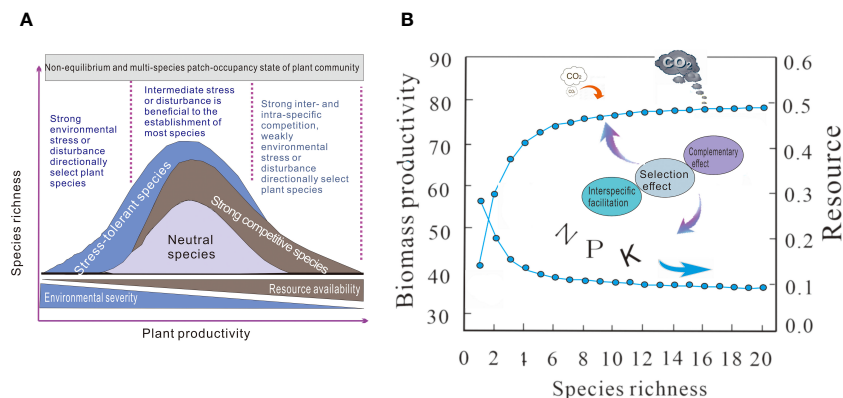 A
Non-equilibrium and multi-species patch-occupancy state of plant community
Strong
environmental
stress or
disturbance
directionally
select plant
species
Intermediate stress
or disturbance is
beneficial to the
establishment of
most species
Strong inter- and
intra-specific
competition,
weakly
environmental
stress or
disturbance
directionally select
plant species
Species richness
Stress-tolerant species
Strong competitive species
Neutral
species
Resource availability
Environmental severity
Plant productivity
B
Biomass productivity
90
80
70
60
50
40
30
CO2
CO2
Complementary
effect
Selection
effect
Interspecific
facilitation
N P K
0.6
0.5
0.4
0.3
0.2
0.1
0.0
Resource
0 2 4 6 8 10 12 14 16 18 20
Species richness